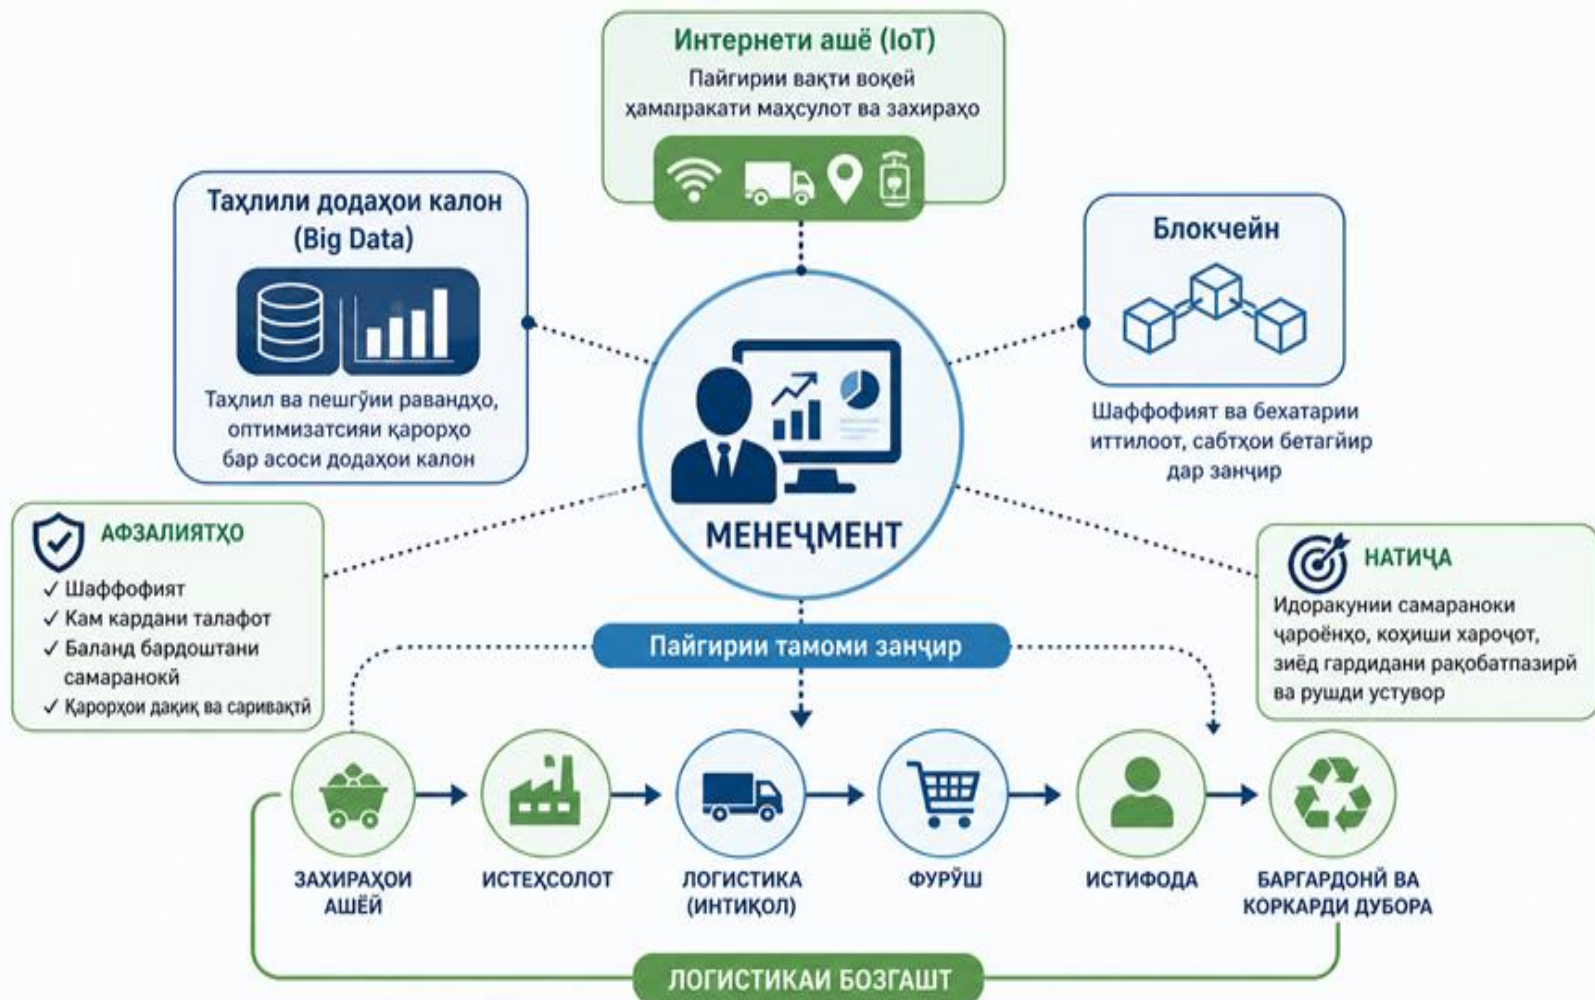 Интернети ашё (IoT)
Пайгирии вақти воқей
ҳамаıракати маҳсулот ва захираҳо
Таҳлили додаҳои калон
(Big Data)
Таҳлил ва пешгӯии равандҳо,
оптимизатсияи қарорҳо
бар асоси додаҳои калон
Блокчейн
Шаффофият ва бехатарии
иттилоот, сабтҳои бетағйир
дар занҷир
МЕНЕҶМЕНТ
АФЗАЛИЯТҲО
✓ Шаффофият
✓ Кам кардани талафот
✓ Баланд бардоштани
самаранокӣ
✓ Қарорҳои дақиқ ва саривақтӣ
НАТИҶА
Идоракунии самараноки
ҷароёнҳо, коҳиши хароҷот,
зиёд гардидани рақобатпазирӣ
ва рушди устувор
Пайгирии тамоми занҷир
ЗАХИРАҲОИ
АШЁЙ
ИСТЕҲСОЛОТ
ЛОГИСТИКА
(ИНТИҚОЛ)
ФУРӮШ
ИСТИФОДА
БАРГАРДОНӢ ВА
КОРКАРДИ ДУБОРА
ЛОГИСТИКАИ БОЗГАШТ